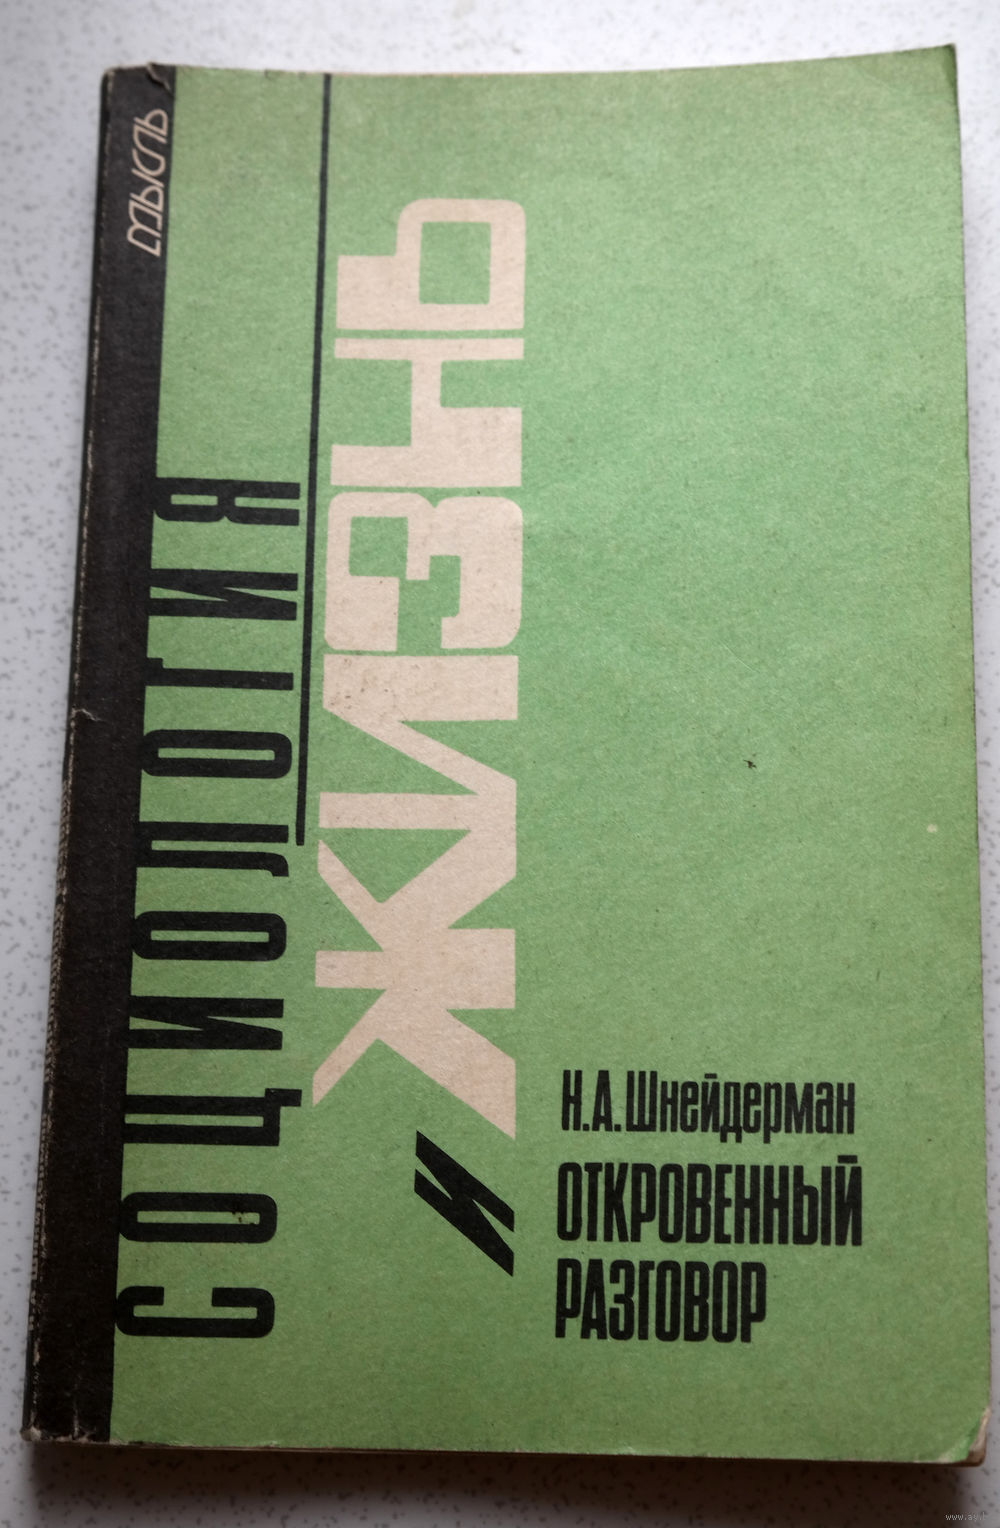 мысль
СОЦИОЛОГИЯ
и
ЖИЗНЬ
Н.А.Шнейдерман
ОТКРОВЕННЫЙ
РАЗГОВОР